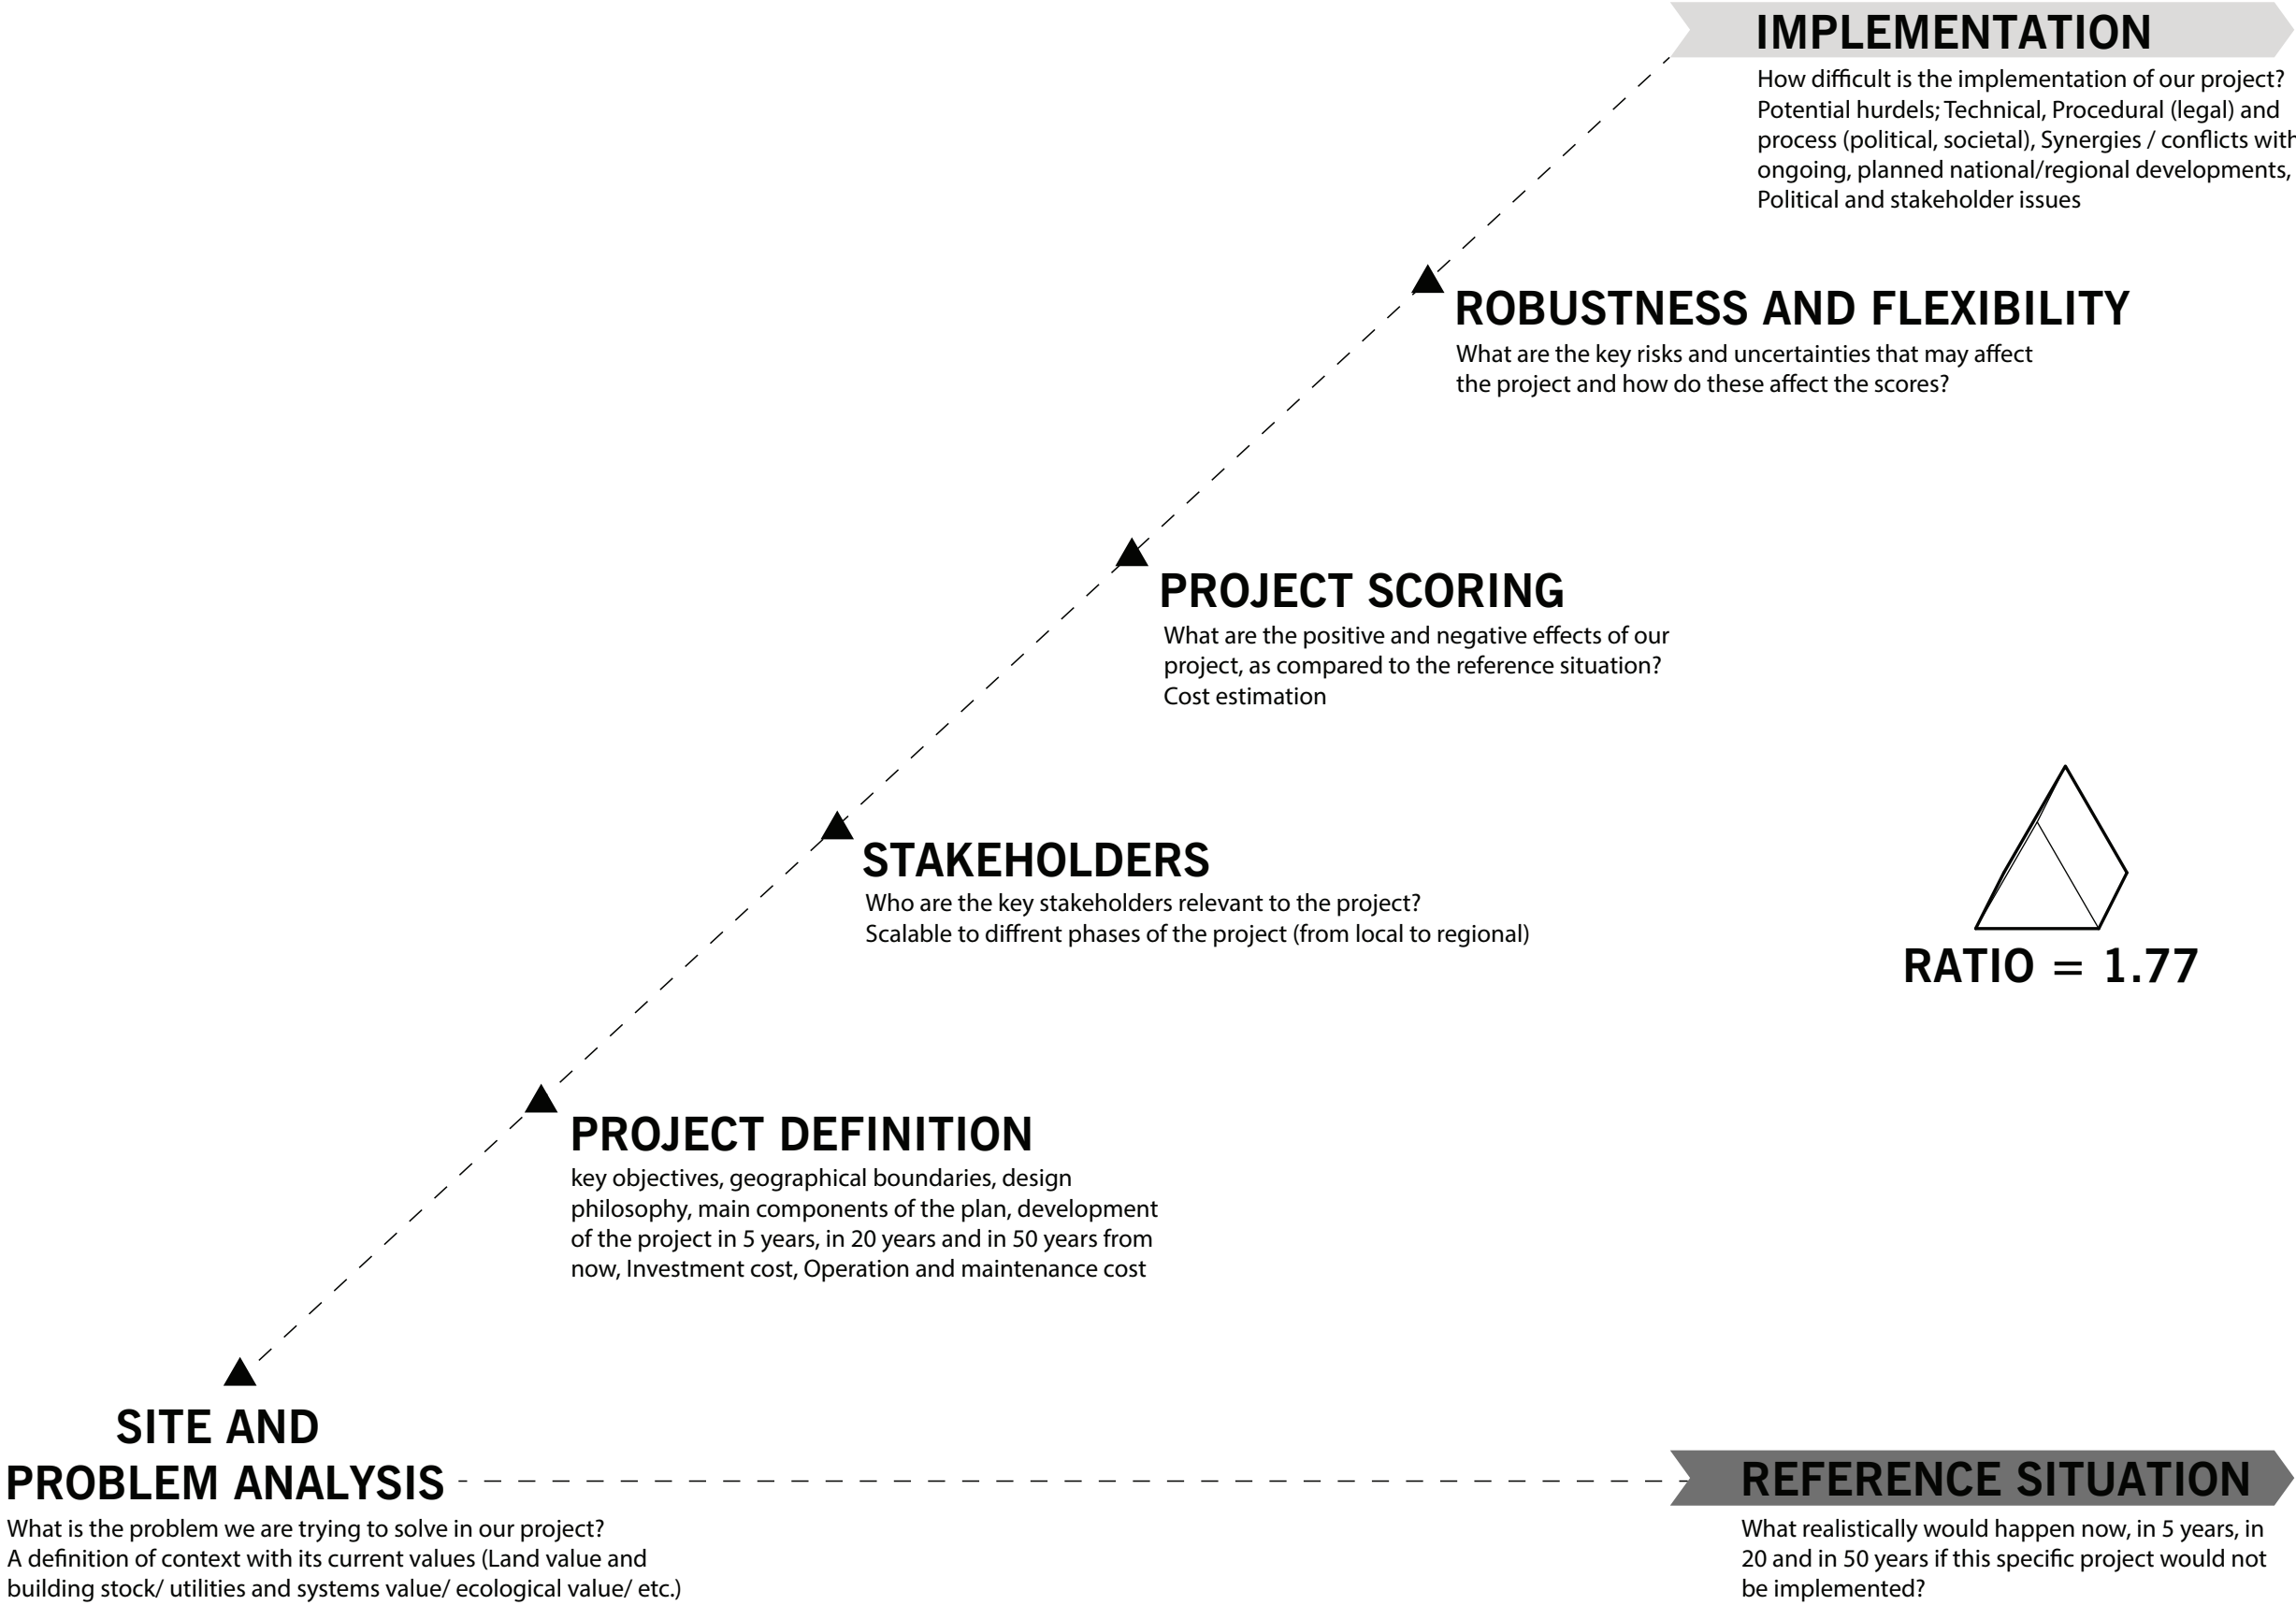 IMPLEMENTATION
How difficult is the implementation of our project?
Potential hurdels; Technical, Procedural (legal) and
process (political, societal), Synergies / conflicts with
ongoing, planned national/regional developments,
Political and stakeholder issues
ROBUSTNESS AND FLEXIBILITY
What are the key risks and uncertainties that may affect
the project and how do these affect the scores?
PROJECT SCORING
What are the positive and negative effects of our
project, as compared to the reference situation?
Cost estimation
STAKEHOLDERS
Who are the key stakeholders relevant to the project?
Scalable to diffrent phases of the project (from local to regional)
RATIO = 1.77
PROJECT DEFINITION
key objectives, geographical boundaries, design
philosophy, main components of the plan, development
of the project in 5 years, in 20 years and in 50 years from
now, Investment cost, Operation and maintenance cost
SITE AND
PROBLEM ANALYSIS
What is the problem we are trying to solve in our project?
A definition of context with its current values (Land value and
building stock/ utilities and systems value/ ecological value/ etc.)
REFERENCE SITUATION
What realistically would happen now, in 5 years, in
20 and in 50 years if this specific project would not
be implemented?